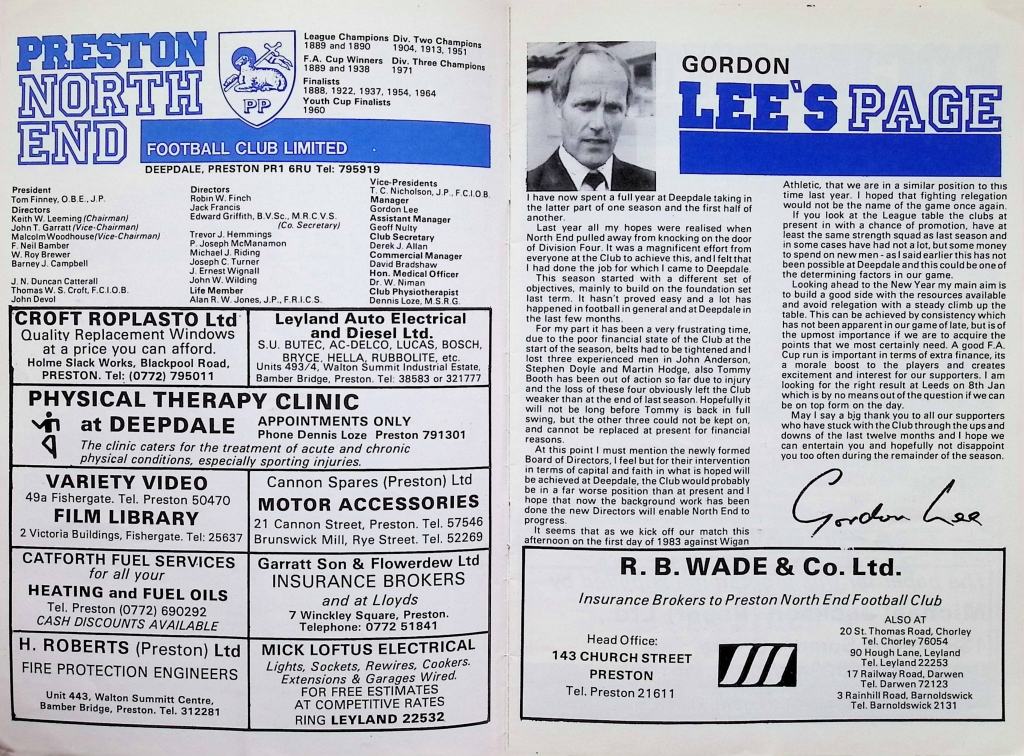 PRESTON
NORTH
END
FOOTBALL CLUB LIMITED
PP
League Champions
1889 and 1890
F.A. Cup Winners
1889 and 1938
Finalists
1888, 1922, 1937, 1954, 1964
Youth Cup Finalists
1960
Div. Two Champions
1904, 1913, 1951
Div. Three Champions
1971
DEEPDALE, PRESTON PR1 6RU Tel: 795919
President
Tom Finney, O.B.E., J.P.
Directors
Keith W. Leeming (Chairman)
John T. Garratt (Vice-Chairman)
Malcolm Woodhouse (Vice-Chairman)
F. Neil Bamber
W. Roy Brewer
Barney J. Campbell
J. N. Duncan Catterall
Thomas W. S. Croft, F.C.I.O.B.
John Devol
Directors
Robin W. Finch
Jack Francis
Edward Griffith, B.V.Sc., M.R.C.V.S.
(Co. Secretary)
Trevor J. Hemmings
P. Joseph McManamon
Michael J. Riding
Joseph C. Turner
J. Ernest Wignall
John W. Wilding
Life Member
Alan R. W. Jones, J.P., F.R.I.C.S.
Vice-Presidents
T. C. Nicholson, J.P., F.C.I.O.B.
Manager
Gordon Lee
Assistant Manager
Geoff Nulty
Club Secretary
Derek J. Allan
Commercial Manager
David Bradshaw
Hon. Medical Officer
Dr. W. Niman
Club Physiotherapist
Dennis Loze, M.S.R.G.
CROFT ROPLASTO Ltd
Quality Replacement Windows
at a price you can afford.
Holme Slack Works, Blackpool Road,
PRESTON. Tel: (0772) 795011
Leyland Auto Electrical
and Diesel Ltd.
S.U. BUTEC, AC-DELCO, LUCAS, BOSCH,
BRYCE, HELLA, RUBBOLITE, etc.
Units 493/4, Walton Summit Industrial Estate,
Bamber Bridge, Preston. Tel: 38583 or 321777
PHYSICAL THERAPY CLINIC
at DEEPDALE
APPOINTMENTS ONLY
Phone Dennis Loze Preston 791301
The clinic caters for the treatment of acute and chronic
physical conditions, especially sporting injuries.
VARIETY VIDEO
49a Fishergate. Tel. Preston 50470
FILM LIBRARY
2 Victoria Buildings, Fishergate. Tel: 25637
Cannon Spares (Preston) Ltd
MOTOR ACCESSORIES
21 Cannon Street, Preston. Tel. 57546
Brunswick Mill, Rye Street. Tel. 52269
CATFORTH FUEL SERVICES
for all your
HEATING and FUEL OILS
Tel. Preston (0772) 690292
CASH DISCOUNTS AVAILABLE
Garratt Son & Flowerdew Ltd
INSURANCE BROKERS
and at Lloyds
7 Winckley Square, Preston.
Telephone: 0772 51841
H. ROBERTS (Preston) Ltd
FIRE PROTECTION ENGINEERS
Unit 443, Walton Summitt Centre,
Bamber Bridge, Preston. Tel. 312281
MICK LOFTUS ELECTRICAL
Lights, Sockets, Rewires, Cookers.
Extensions & Garages Wired.
FOR FREE ESTIMATES
AT COMPETITIVE RATES
RING LEYLAND 22532
GORDON
LEE'S PAGE
I have now spent a full year at Deepdale taking in
the latter part of one season and the first half of
another.
Last year all my hopes were realised when
North End pulled away from knocking on the door
of Division Four. It was a magnificent effort from
everyone at the Club to achieve this, and I felt that
I had done the job for which I came to Deepdale.
This season started with a different set of
objectives, mainly to build on the foundation set
last term. It hasn't proved easy and a lot has
happened in football in general and at Deepdale in
the last few months.
For my part it has been a very frustrating time,
due to the poor financial state of the Club at the
start of the season, belts had to be tightened and I
lost three experienced men in John Anderson,
Stephen Doyle and Martin Hodge, also Tommy
Booth has been out of action so far due to injury
and the loss of these four obviously left the Club
weaker than at the end of last season. Hopefully it
will not be long before Tommy is back in full
swing, but the other three could not be kept on,
and cannot be replaced at present for financial
reasons.
At this point I must mention the newly formed
Board of Directors, I feel but for their intervention
in terms of capital and faith in what is hoped will
be achieved at Deepdale, the Club would probably
be in a far worse position than at present and I
hope that now the background work has been
done the new Directors will enable North End to
progress.
It seems that as we kick off our match this
afternoon on the first day of 1983 against Wigan
Athletic, that we are in a similar position to this
time last year. I hoped that fighting relegation
would not be the name of the game once again.
If you look at the League table the clubs at
present in with a chance of promotion, have at
least the same strength squad as last season and
in some cases have had not a lot, but some money
to spend on new men - as I said earlier this has not
been possible at Deepdale and this could be one of
the determining factors in our game.
Looking ahead to the New Year my main aim is
to build a good side with the resources available
and avoid relegation with a steady climb up the
table. This can be achieved by consistency which
has not been apparent in our game of late, but is of
the upmost importance if we are to acquire the
points that we most certainly need. A good F.A.
Cup run is important in terms of extra finance, its
a morale boost to the players and creates
excitement and interest for our supporters. I am
looking for the right result at Leeds on 8th Jan
which is by no means out of the question if we can
be on top form on the day.
May I say a big thank you to all our supporters
who have stuck with the Club through the ups and
downs of the last twelve months and I hope we
can entertain you and hopefully not disappoint
you too often during the remainder of the season.
Gordon Lee
R. B. WADE & Co. Ltd.
Insurance Brokers to Preston North End Football Club
Head Office:
143 CHURCH STREET
PRESTON
Tel. Preston 21611
ALSO AT
20 St. Thomas Road, Chorley
Tel. Chorley 76054
90 Hough Lane, Leyland
Tel. Leyland 22253
17 Railway Road, Darwen
Tel. Darwen 72123
3 Rainhill Road, Barnoldswick
Tel. Barnoldswick 2131